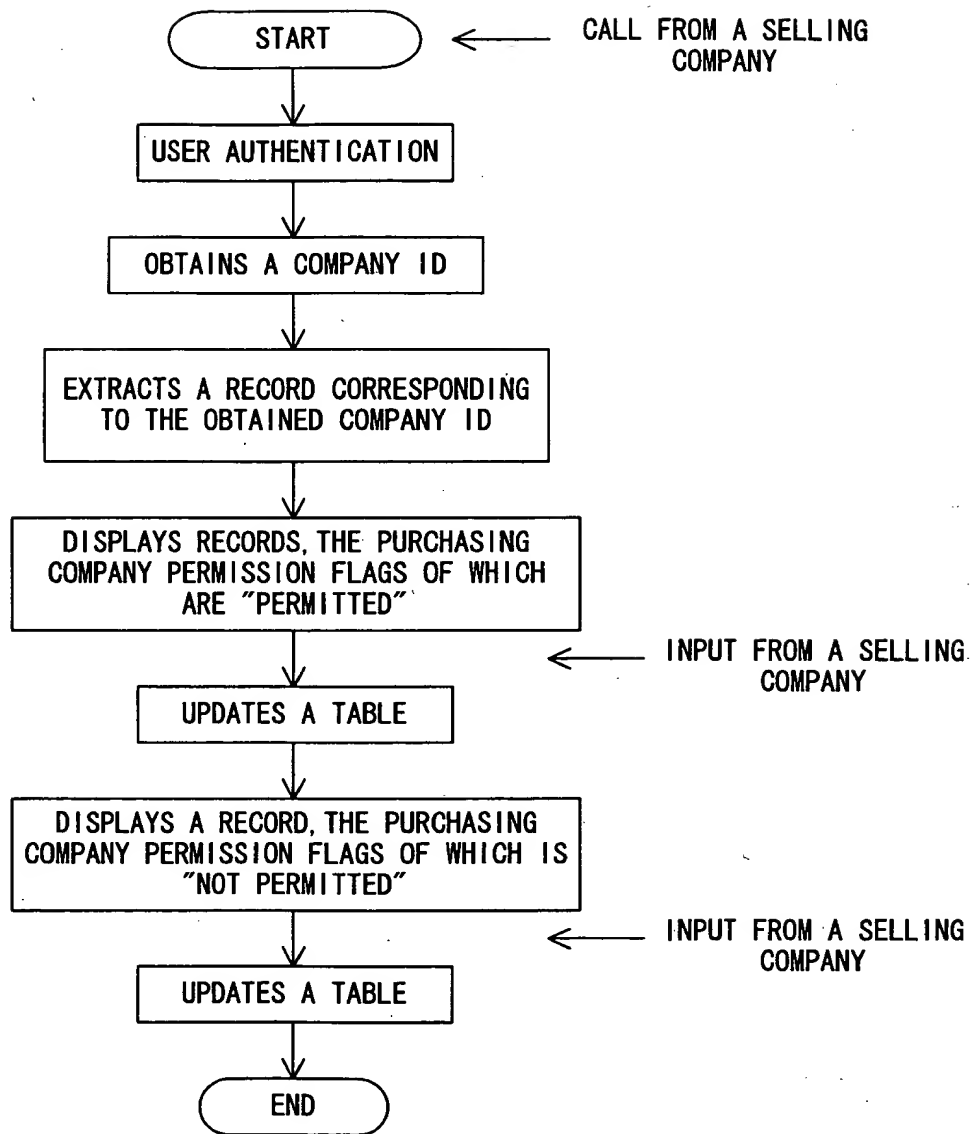 START
CALL FROM A SELLING
COMPANY
USER AUTHENTICATION
OBTAINS A COMPANY ID
EXTRACTS A RECORD CORRESPONDING
TO THE OBTAINED COMPANY ID
DISPLAYS RECORDS, THE PURCHASING
COMPANY PERMISSION FLAGS OF WHICH
ARE "PERMITTED"
INPUT FROM A SELLING
COMPANY
UPDATES A TABLE
DISPLAYS A RECORD, THE PURCHASING
COMPANY PERMISSION FLAGS OF WHICH IS
"NOT PERMITTED"
INPUT FROM A SELLING
COMPANY
UPDATES A TABLE
END